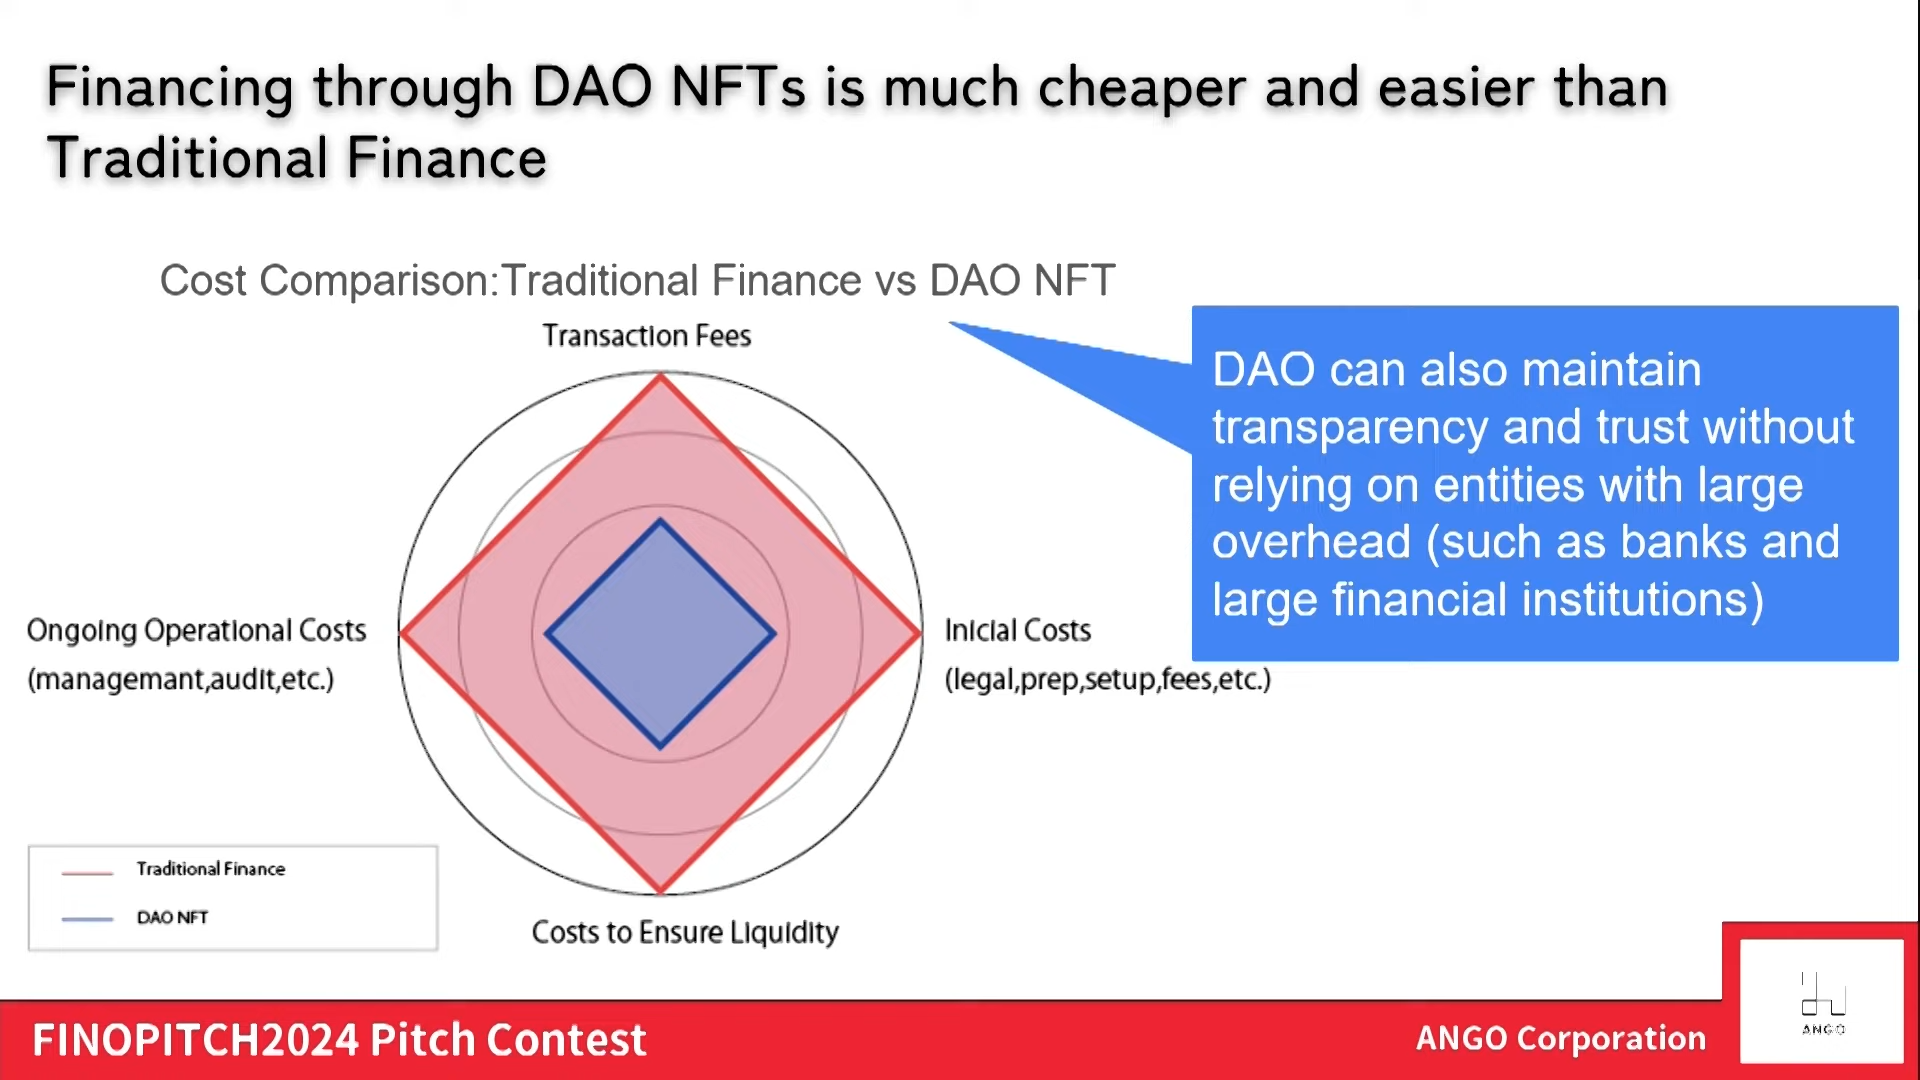 Financing through DAO NFTs is much cheaper and easier than
Traditional Finance
Cost Comparison:Traditional Finance vs DAO NFT
Transaction Fees
DAO can also maintain
transparency and trust without
relying on entities with large
overhead (such as banks and
large financial institutions)
Ongoing Operational Costs
(managemant,audit,etc.)
Inicial Costs
(legal,prep,setup,fees,etc.)
Costs to Ensure Liquidity
Traditional Finance
DAO NFT
FINOPITCH2024 Pitch Contest
ANGO Corporation
ANGO